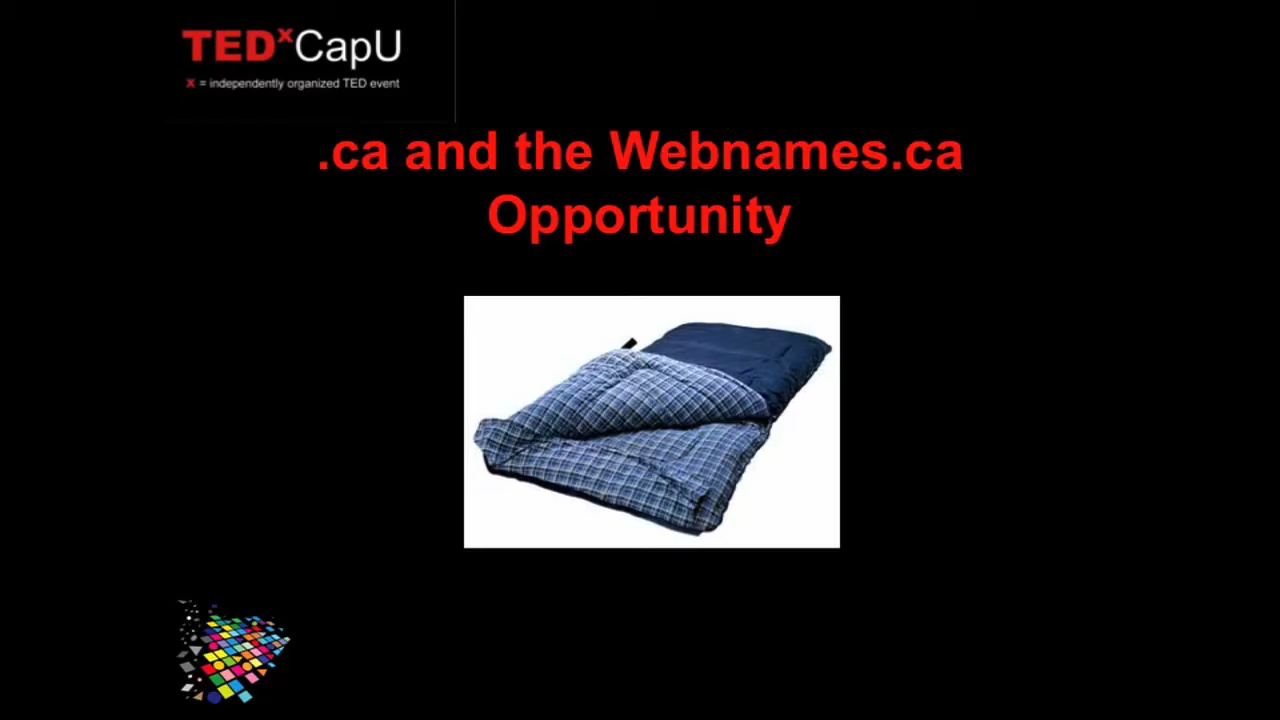 TEDxCapU
x = independently organized TED event
.ca and the Webnames.ca
Opportunity